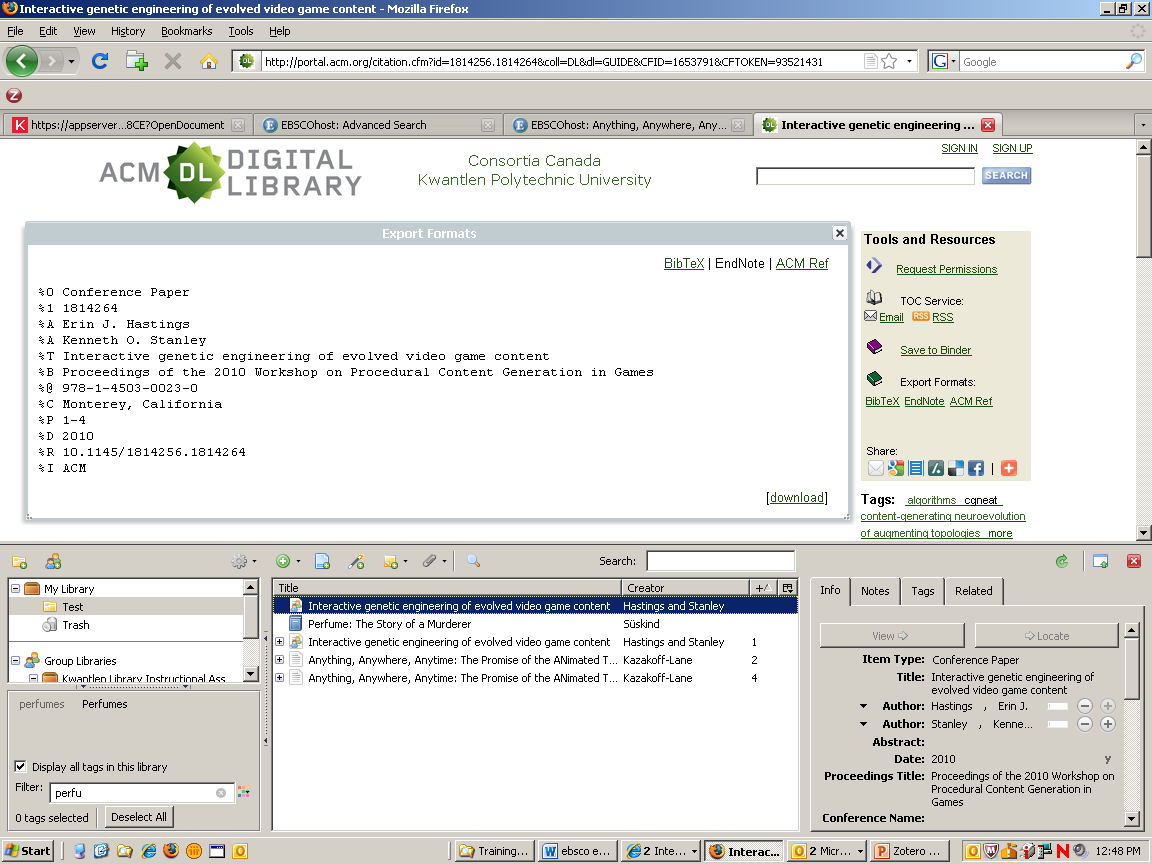 Interactive genetic engineering of evolved video game content - Mozilla Firefox
File Edit View History Bookmarks Tools Help
http://portal.acm.org/citation.cfm?id=1814256.1814264&coll=DL&dl=GUIDE&CFID=16537918&CFTOKEN=93521431
Google
https://appserver...8CE?OpenDocument
EBSCOhost: Advanced Search
EBSCOhost: Anything, Anywhere, Any...
Interactive genetic engineering ...
SIGN IN SIGN UP
ACM DL DIGITAL LIBRARY
Consortia Canada
Kwantlen Polytechnic University
SEARCH
Export Formats
BibTeX | EndNote | ACM Ref
%0 Conference Paper
%1 1814264
%A Erin J. Hastings
%A Kenneth O. Stanley
%T Interactive genetic engineering of evolved video game content
%B Proceedings of the 2010 Workshop on Procedural Content Generation in Games
%@ 978-1-4503-0023-0
%C Monterey, California
%P 1-4
%D 2010
%R 10.1145/1814256.1814264
%I ACM
[download]
Tools and Resources
Request Permissions
TOC Service:
Email RSS RSS
Save to Binder
Export Formats:
BibTeX EndNote ACM Ref
Share:
Tags: algorithms cgneat
content-generating neuroevolution
of augmenting topologies more
Search:
My Library
Test
Trash
Group Libraries
Kwantlen Library Instructional Ass
perfumes Perfumes
Display all tags in this library
Filter: perfu
0 tags selected Deselect All
Title Creator
Interactive genetic engineering of evolved video game content Hastings and Stanley
Perfume: The Story of a Murderer Süskind
Interactive genetic engineering of evolved video game content Hastings and Stanley 1
Anything, Anywhere, Anytime: The Promise of the ANimated T... Kazakoff-Lane 2
Anything, Anywhere, Anytime: The Promise of the ANimated T... Kazakoff-Lane 4
Info Notes Tags Related
View Locate
Item Type: Conference Paper
Title: Interactive genetic engineering of
evolved video game content
Author: Hastings , Erin J.
Author: Stanley , Kenne...
Abstract:
Date: 2010 y
Proceedings Title: Proceedings of the 2010 Workshop on
Procedural Content Generation in
Games
Conference Name:
Start
Training...
ebsco e...
2 Inte...
Interac...
2 Micr...
Zotero ...
12:48 PM